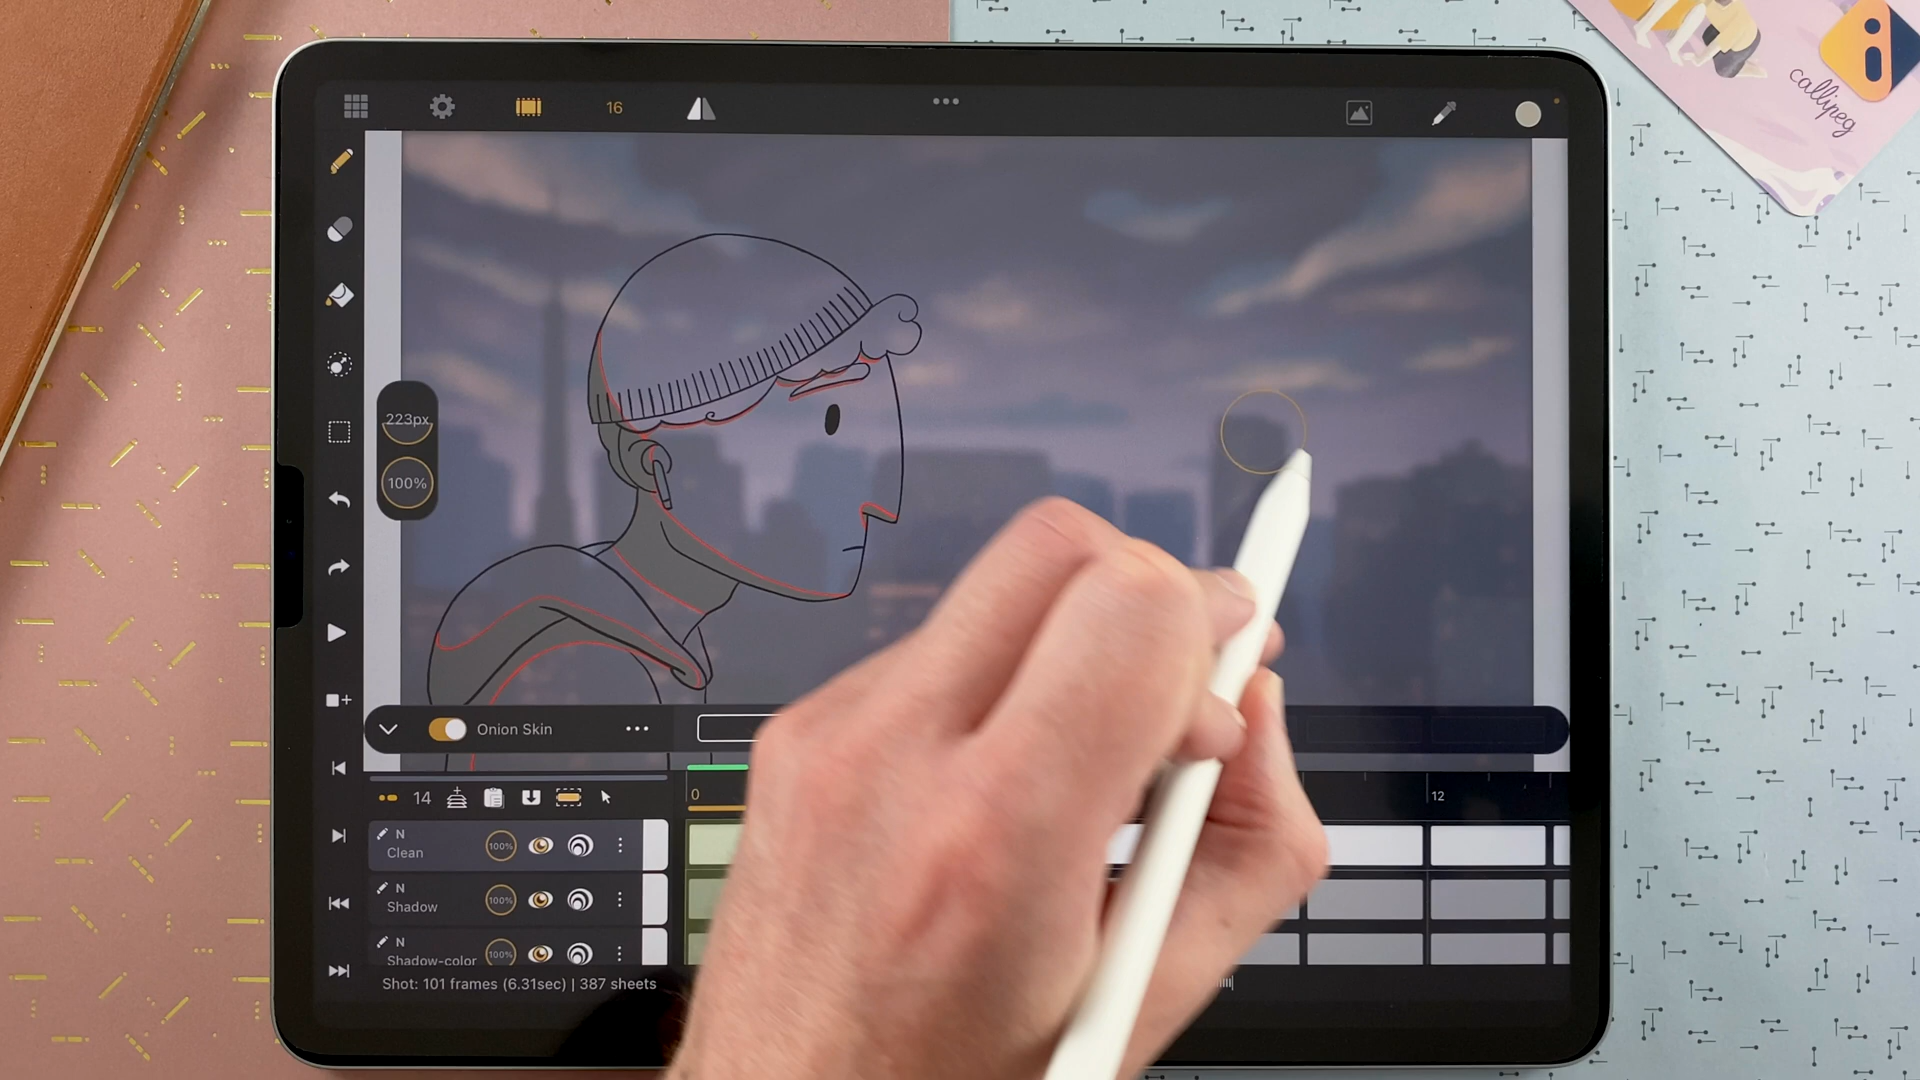 16
callipeg
223px
100%
Onion Skin
14
0
12
N
Clean
100%
N
Shadow
100%
N
Shadow-color
100%
Shot: 101 frames (6.31sec) | 387 sheets